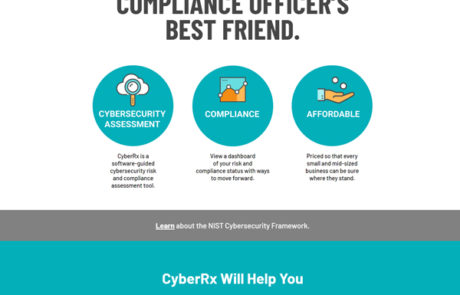 COMPLIANCE OFFICER'S
BEST FRIEND.
CYBERSECURITY
ASSESSMENT
CyberRx is a
software-guided
cybersecurity risk
and compliance
assessment tool.
COMPLIANCE
View a dashboard
of your risk and
compliance status with ways
to move forward.
AFFORDABLE
Priced so that every
small and mid-sized
business can be sure
where they stand.
Learn about the NIST Cybersecurity Framework.
CyberRx Will Help You